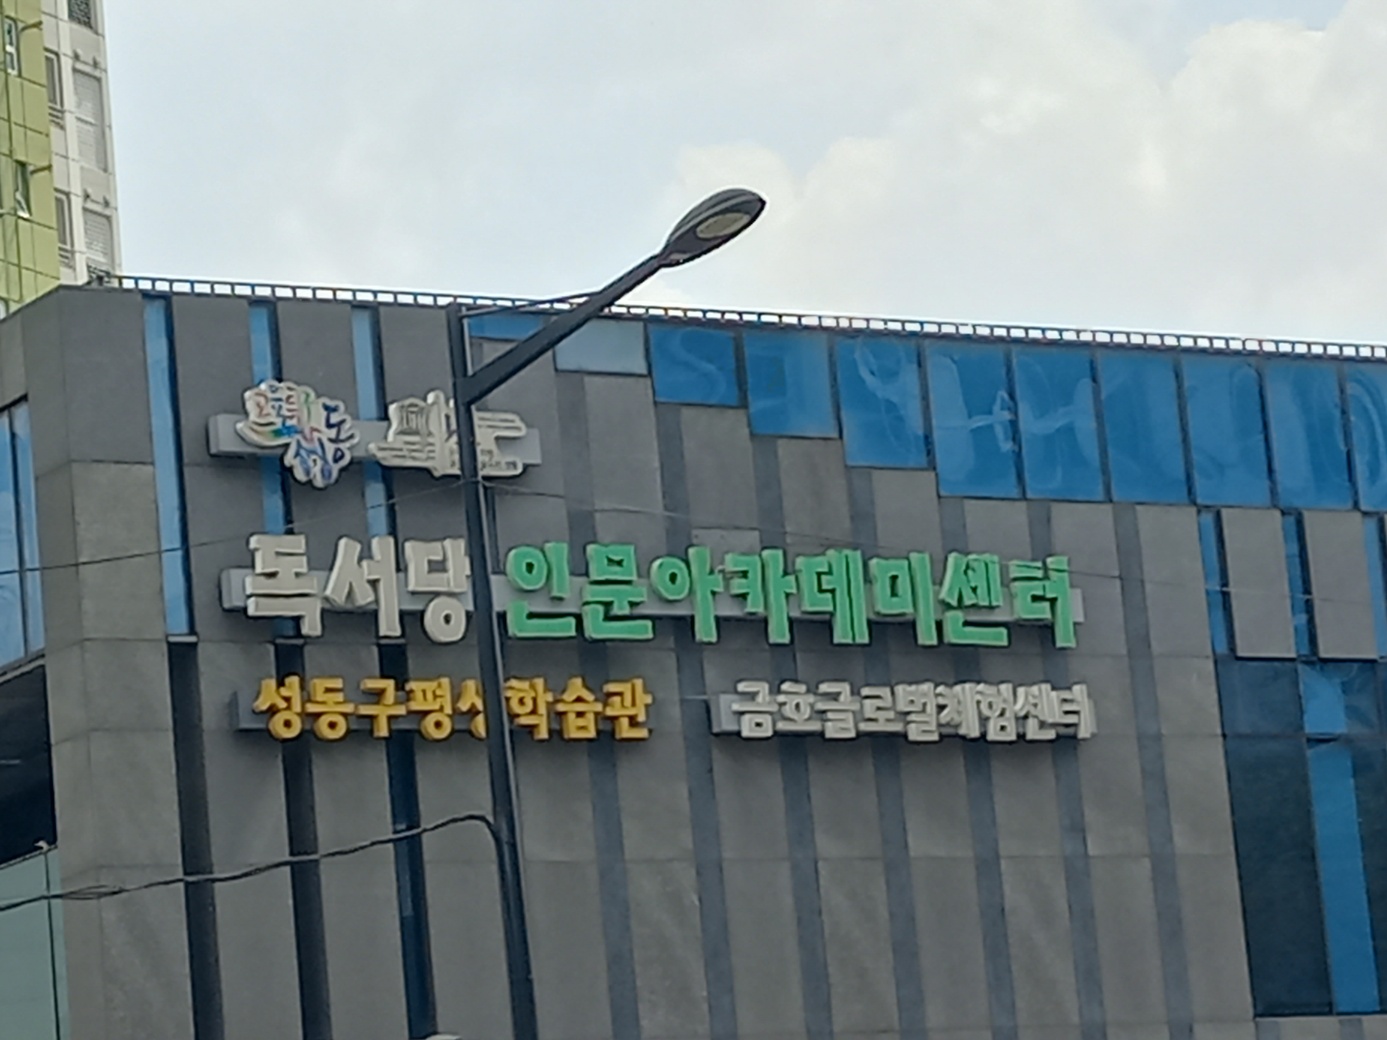 독서당 인문아카데미센터
성동구평생학습관 금호글로벌체험센터